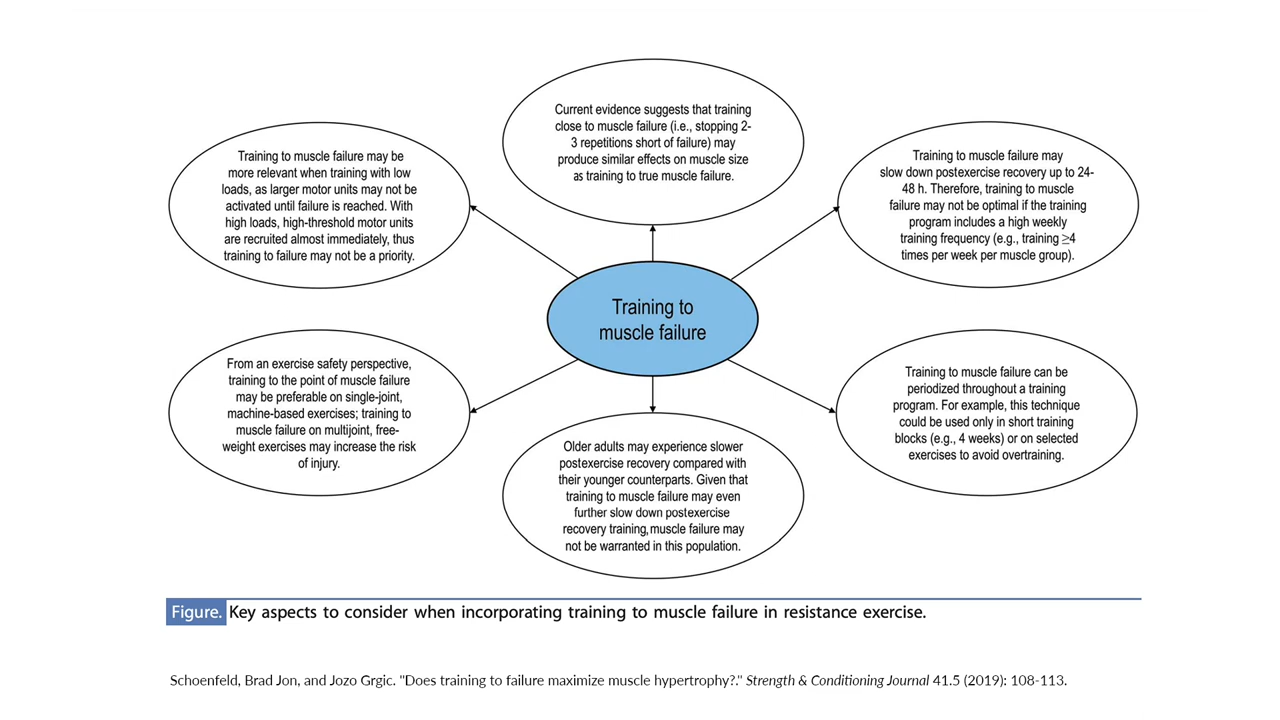 Current evidence suggests that training
close to muscle failure (i.e., stopping 2-
3 repetitions short of failure) may
produce similar effects on muscle size
as training to true muscle failure.
Training to muscle failure may be
more relevant when training with low
loads, as larger motor units may not be
activated until failure is reached. With
high loads, high-threshold motor units
are recruited almost immediately, thus
training to failure may not be a priority.
Training to muscle failure may
slow down postexercise recovery up to 24-
48 h. Therefore, training to muscle
failure may not be optimal if the training
program includes a high weekly
training frequency (e.g., training ≥4
times per week per muscle group).
Training to
muscle failure
From an exercise safety perspective,
training to the point of muscle failure
may be preferable on single-joint,
machine-based exercises; training to
muscle failure on multijoint, free-
weight exercises may increase the risk
of injury.
Older adults may experience slower
postexercise recovery compared with
their younger counterparts. Given that
training to muscle failure may even
further slow down postexercise
recovery training, muscle failure may
not be warranted in this population.
Training to muscle failure can be
periodized throughout a training
program. For example, this technique
could be used only in short training
blocks (e.g., 4 weeks) or on selected
exercises to avoid overtraining.
Figure. Key aspects to consider when incorporating training to muscle failure in resistance exercise.
Schoenfeld, Brad Jon, and Jozo Grgic. "Does training to failure maximize muscle hypertrophy?." Strength & Conditioning Journal 41.5 (2019): 108-113.